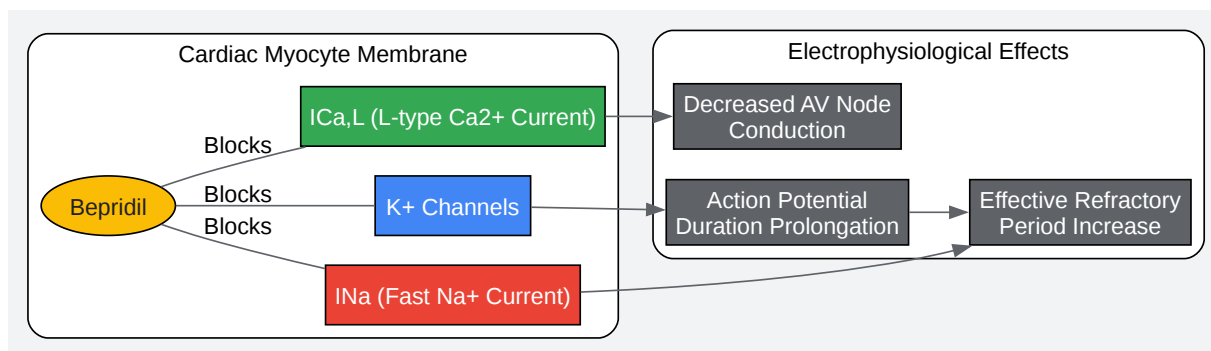 Cardiac Myocyte Membrane
Electrophysiological Effects
ICa,L (L-type Ca2+ Current)
Decreased AV Node
Conduction
Blocks
Bepridil
Blocks
K+ Channels
Action Potential
Duration Prolongation
Effective Refractory
Period Increase
Blocks
INa (Fast Na+ Current)